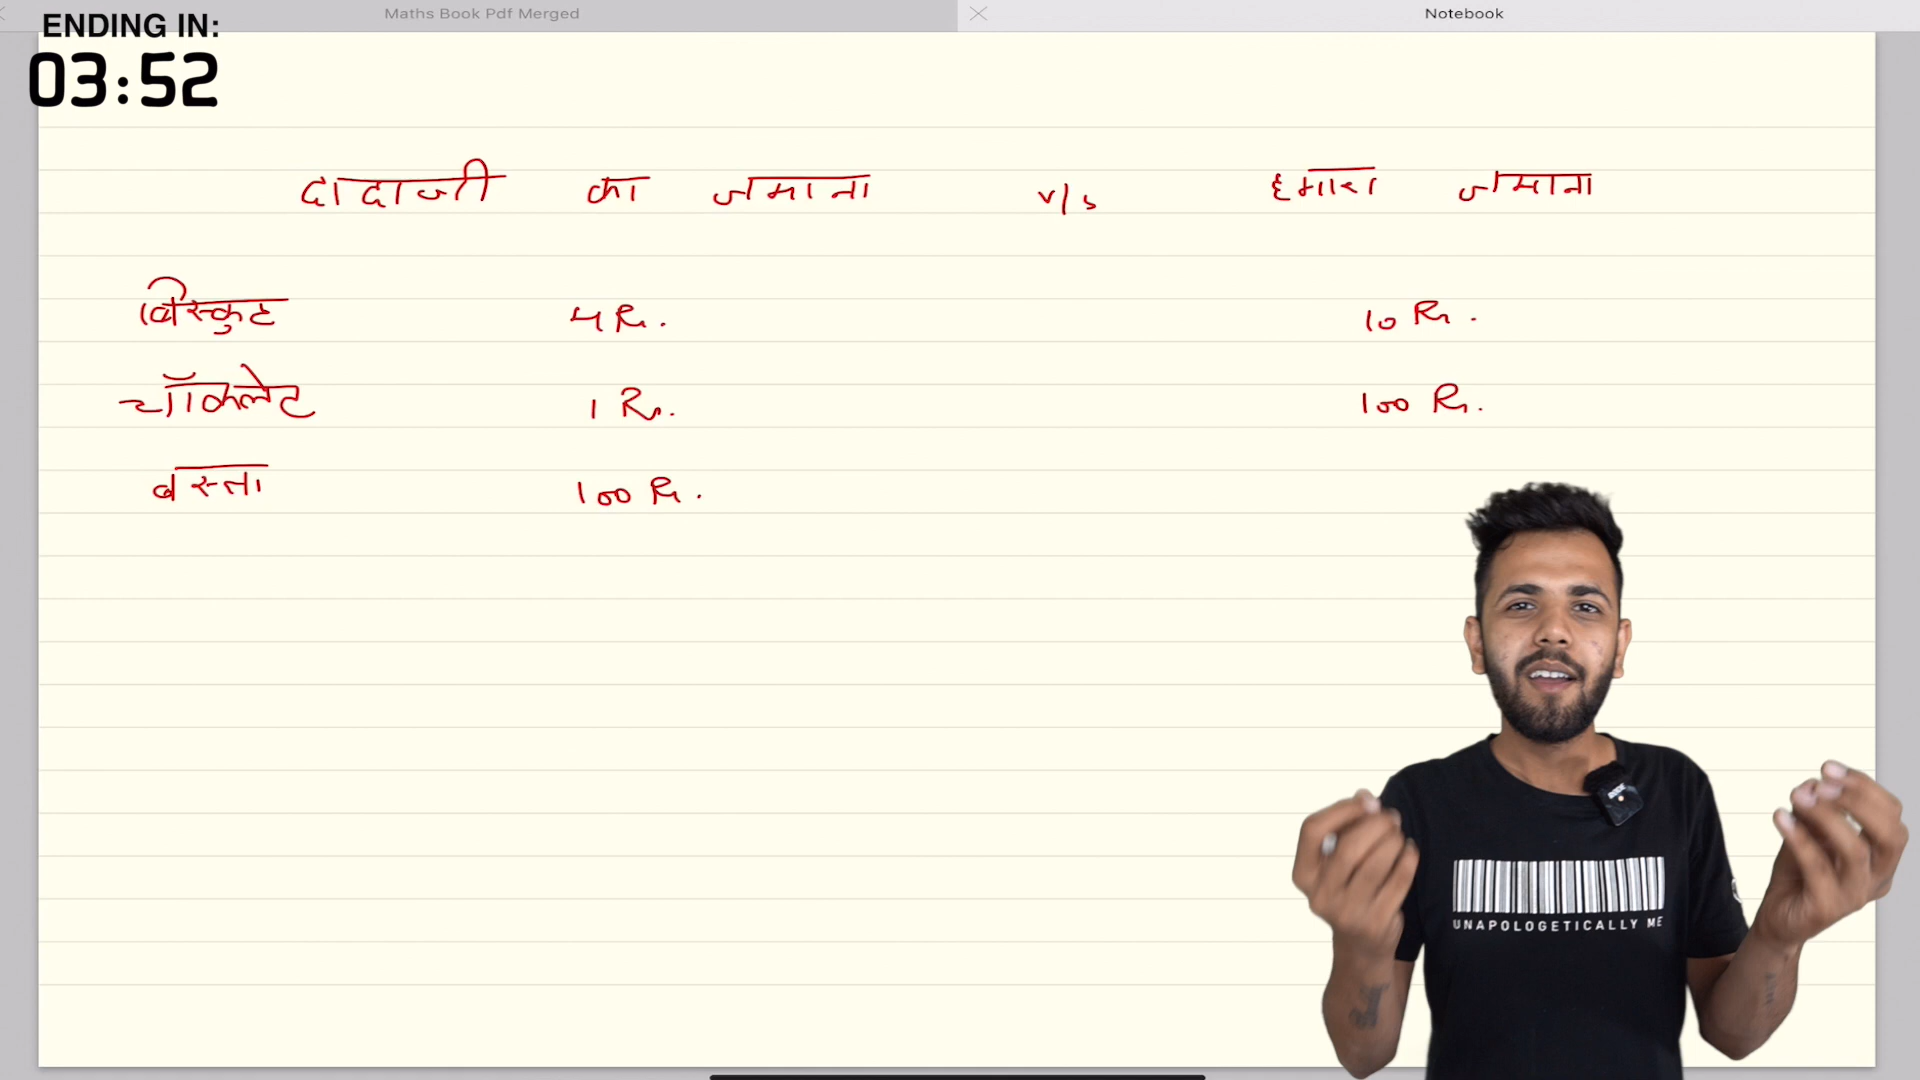 Maths Book Pdf Merged
Notebook
ENDING IN:
03:52
दादाजी का जमाना v/s हमारा जमाना
बिस्कुट 4 Rs. 10 Rs.
चॉकलेट 1 Rs. 100 Rs.
बस्ता 100 Rs.
UNAPOLOGETICALLY ME